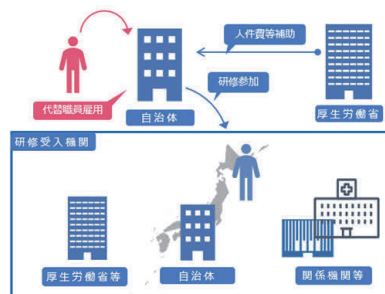 人件費等補助
研修参加
代替職員雇用
自治体
厚生労働省
研修受入機関
厚生労働省等
自治体
関係機関等